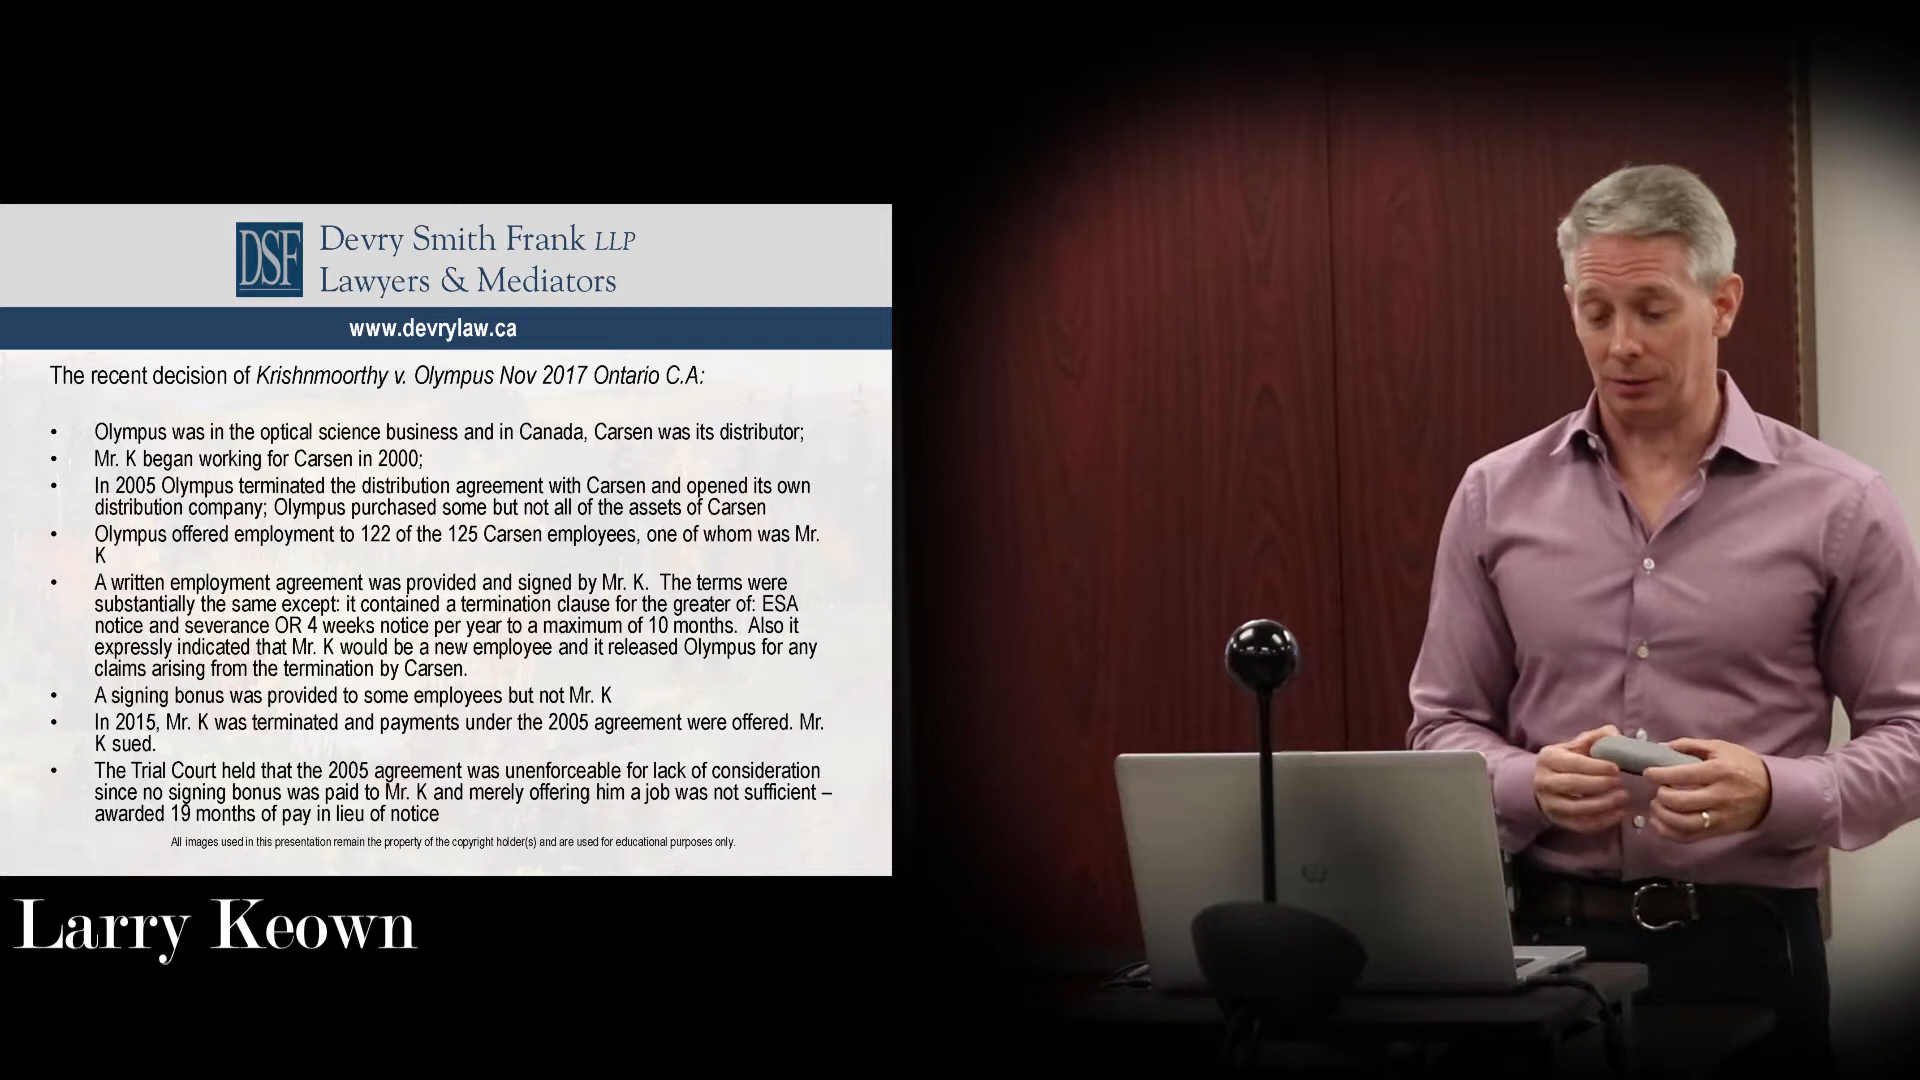 DSF
Devry Smith Frank LLP
Lawyers & Mediators
www.devrylaw.ca
The recent decision of Krishnmoorthy v. Olympus Nov 2017 Ontario C.A:
• Olympus was in the optical science business and in Canada, Carsen was its distributor;
• Mr. K began working for Carsen in 2000;
• In 2005 Olympus terminated the distribution agreement with Carsen and opened its own
distribution company; Olympus purchased some but not all of the assets of Carsen
• Olympus offered employment to 122 of the 125 Carsen employees, one of whom was Mr.
K
• A written employment agreement was provided and signed by Mr. K. The terms were
substantially the same except: it contained a termination clause for the greater of: ESA
notice and severance OR 4 weeks notice per year to a maximum of 10 months. Also it
expressly indicated that Mr. K would be a new employee and it released Olympus for any
claims arising from the termination by Carsen.
• A signing bonus was provided to some employees but not Mr. K
• In 2015, Mr. K was terminated and payments under the 2005 agreement were offered. Mr.
K sued.
• The Trial Court held that the 2005 agreement was unenforceable for lack of consideration
since no signing bonus was paid to Mr. K and merely offering him a job was not sufficient –
awarded 19 months of pay in lieu of notice
All images used in this presentation remain the property of the copyright holder(s) and are used for educational purposes only.
Larry Keown